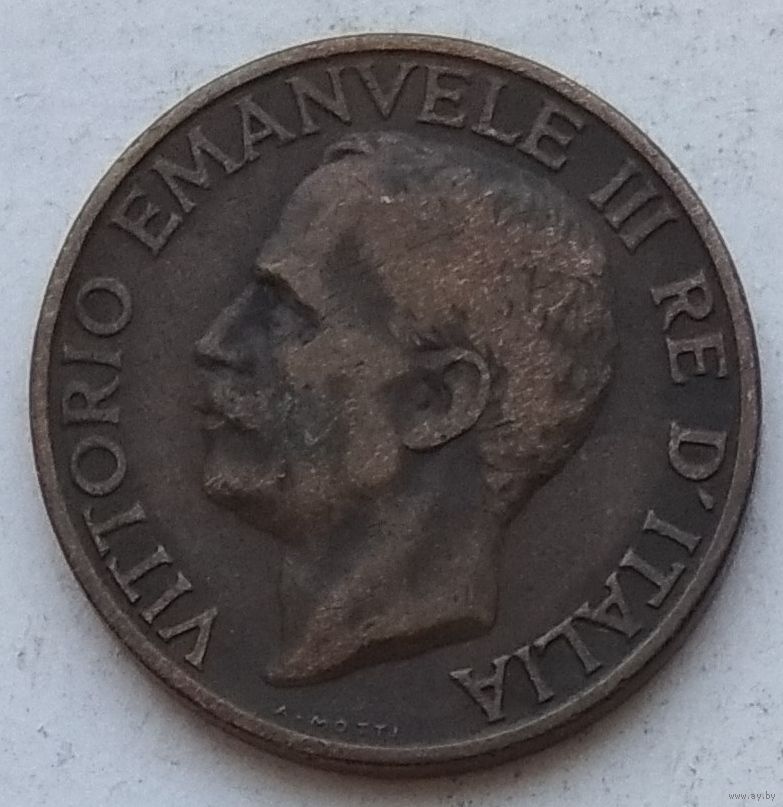 VITTORIO EMANVELE III RE D'ITALIA
A. MOTTI
www.ay.by